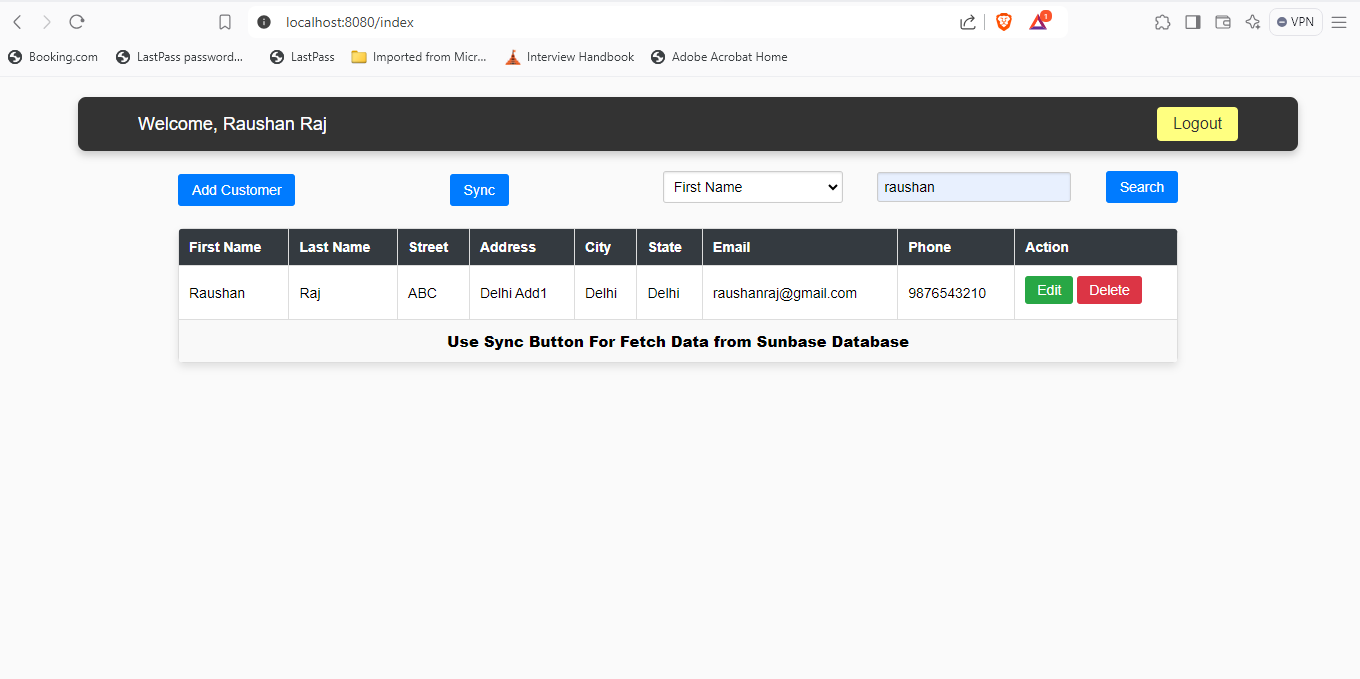 localhost:8080/index
1
VPN
Booking.com LastPass password... LastPass Imported from Micr... Interview Handbook Adobe Acrobat Home
Welcome, Raushan Raj Logout
Add Customer Sync First Name raushan Search
First Name Last Name Street Address City State Email Phone Action
Raushan Raj ABC Delhi Add1 Delhi Delhi raushanraj@gmail.com 9876543210 Edit Delete
Use Sync Button For Fetch Data from Sunbase Database